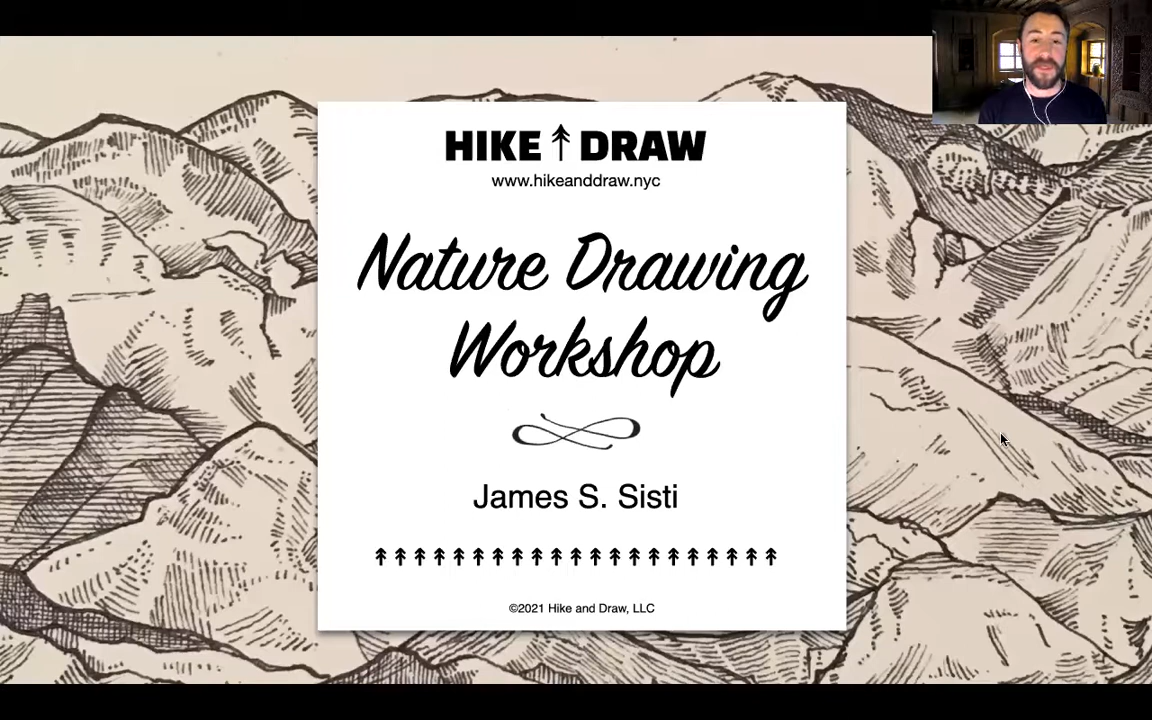 HIKE DRAW
www.hikeanddraw.nyc
Nature Drawing
Workshop
James S. Sisti
©2021 Hike and Draw, LLC